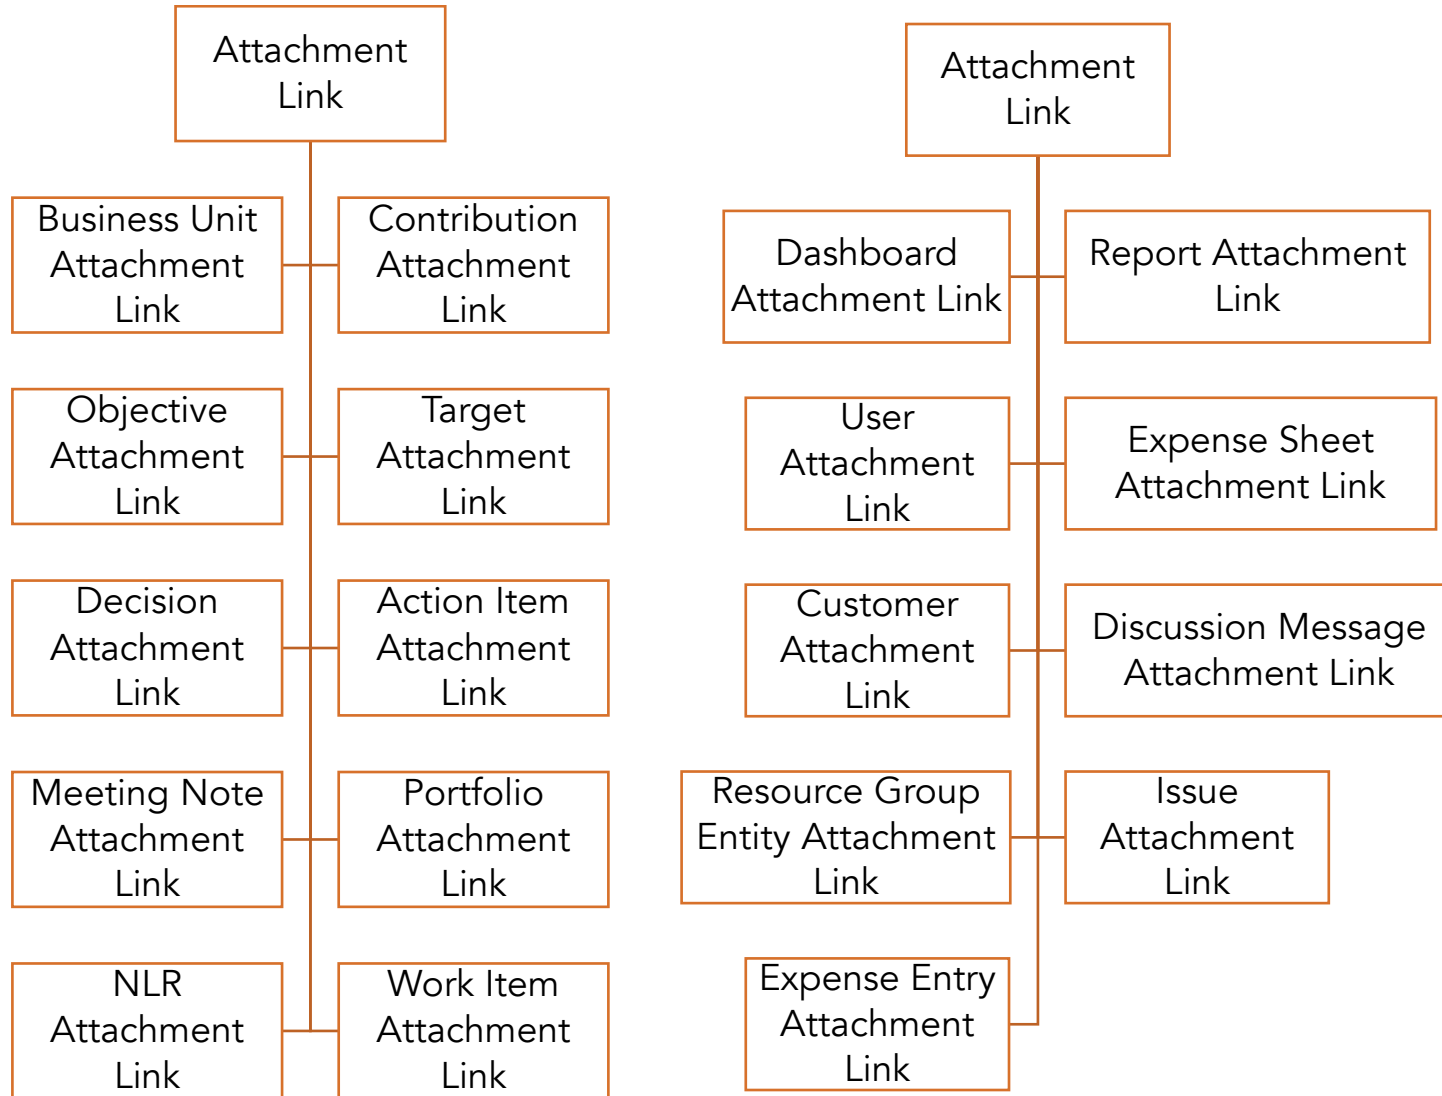 Attachment
Link
Business Unit
Attachment
Link
Contribution
Attachment
Link
Objective
Attachment
Link
Target
Attachment
Link
Decision
Attachment
Link
Action Item
Attachment
Link
Meeting Note
Attachment
Link
Portfolio
Attachment
Link
NLR
Attachment
Link
Work Item
Attachment
Link
Attachment
Link
Dashboard
Attachment Link
Report Attachment
Link
User
Attachment
Link
Expense Sheet
Attachment Link
Customer
Attachment
Link
Discussion Message
Attachment Link
Resource Group
Entity Attachment
Link
Issue
Attachment
Link
Expense Entry
Attachment
Link